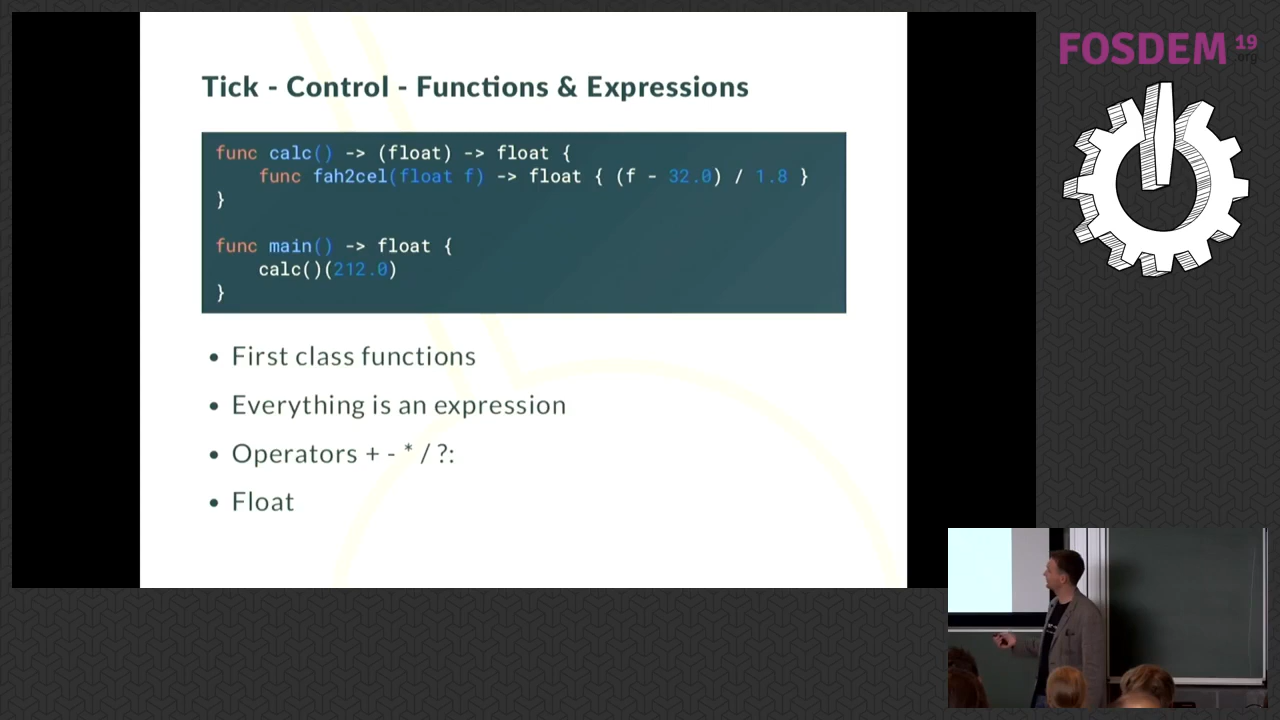 FOSDEM 19
.org
Tick - Control - Functions & Expressions
func calc() -> (float) -> float {
    func fah2cel(float f) -> float { (f - 32.0) / 1.8 }
}
func main() -> float {
    calc()(212.0)
}
• First class functions
• Everything is an expression
• Operators + - * / ?:
• Float